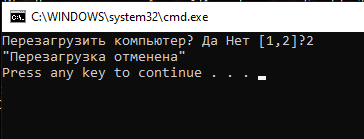 C:\WINDOWS\system32\cmd.exe
Перезагрузить компьютер? Да Нет [1,2]?2
"Перезагрузка отменена"
Press any key to continue . . .